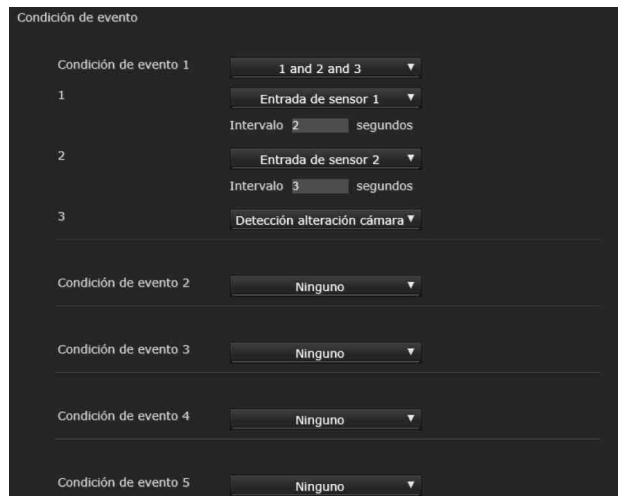 Condición de evento
Condición de evento 1 1 and 2 and 3
1 Entrada de sensor 1
Intervalo 2 segundos
2 Entrada de sensor 2
Intervalo 3 segundos
3 Detección alteración cámara
Condición de evento 2 Ninguno
Condición de evento 3 Ninguno
Condición de evento 4 Ninguno
Condición de evento 5 Ninguno